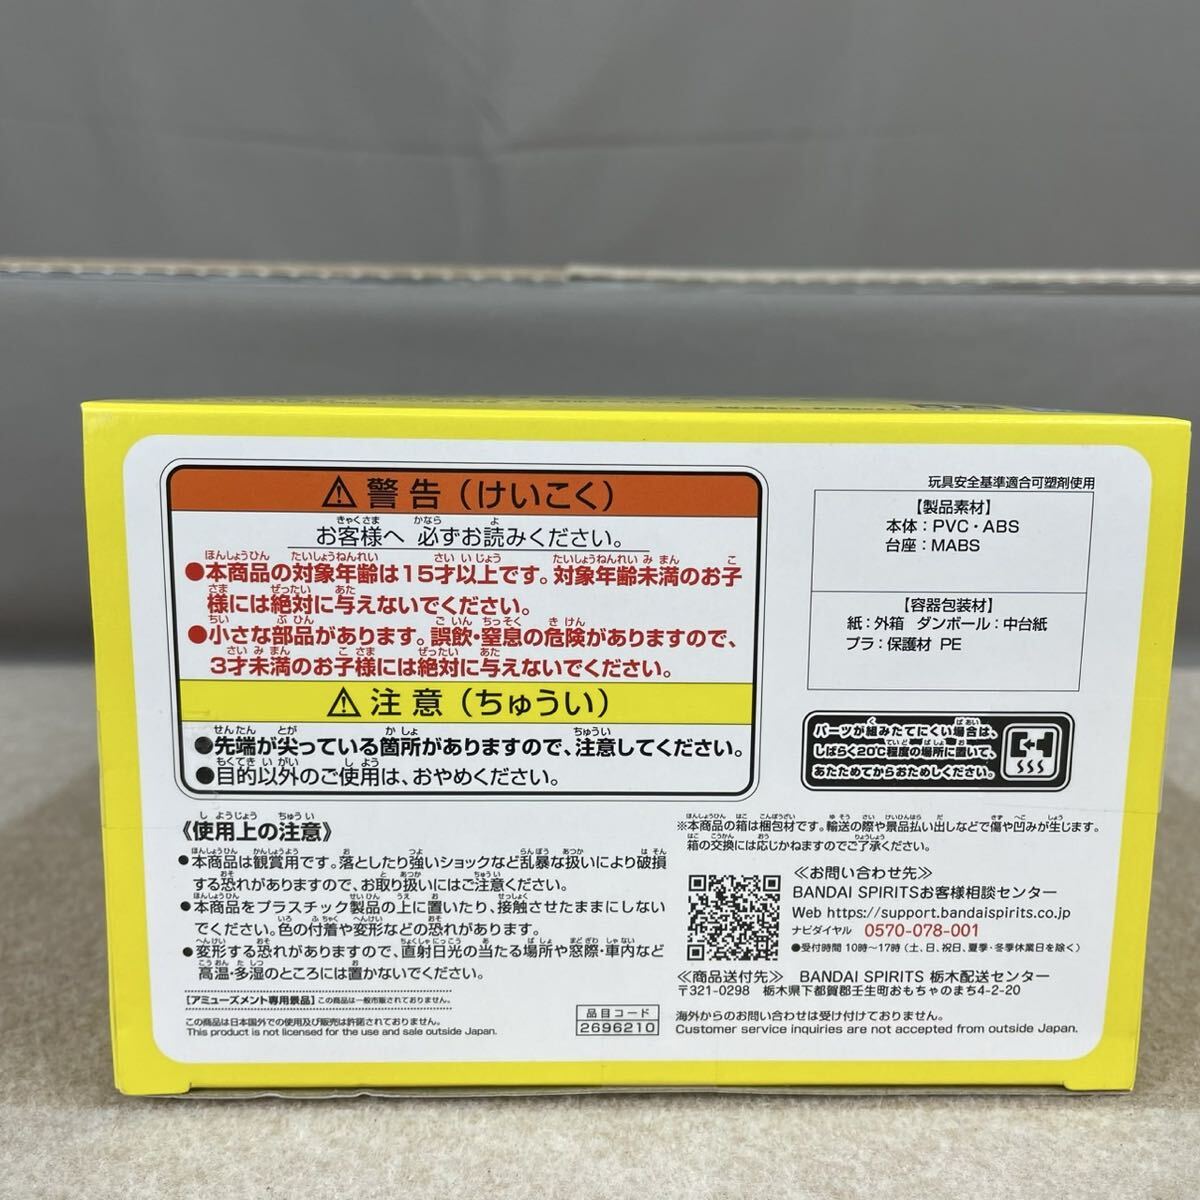 ⚠警告（けいこく）
お客様へ 必ずお読みください。
●本商品の対象年齢は15才以上です。対象年齢未満のお子
様には絶対に与えないでください。
●小さな部品があります。誤飲・窒息の危険がありますので、
3才未満のお子様には絶対に与えないでください。
⚠注意（ちゅうい）
●先端が尖っている箇所がありますので、注意してください。
●目的以外のご使用は、おやめください。
《使用上の注意》
●本商品は観賞用です。落としたり強いショックなど乱暴な扱いにより破損
する恐れがありますので、お取り扱いにはご注意ください。
●本商品をプラスチック製品の上に置いたり、接触させたままにしない
でください。色の付着や変形などの恐れがあります。
●変形する恐れがありますので、直射日光の当たる場所や窓際・車内など
高温・多湿のところには置かないでください。
【アミューズメント専用景品】この商品は一般市販されておりません。
この商品は日本国外での使用及び販売は許諾されておりません。
This product is not licensed for the use and sale outside Japan.
品目コード
2696210
玩具安全基準適合可塑剤使用
【製品素材】
本体：PVC・ABS
台座：MABS
【容器包装材】
紙：外箱 ダンボール：中台紙
プラ：保護材 PE
パーツが組みたてにくい場合は、
しばらく20℃程度の場所に置いて、
あたためてからおためしください。
※本商品の箱は梱包材です。輸送の際や景品払い出しなどで傷や凹みが生じます。
箱の交換には応じかねますのでご了承ください。
≪お問い合わせ先≫
BANDAI SPIRITSお客様相談センター
Web https://support.bandaispirits.co.jp
ナビダイヤル 0570-078-001
●受付時間 10時～17時（土、日、祝日、夏季・冬季休業日を除く）
≪商品送付先≫ BANDAI SPIRITS 栃木配送センター
〒321-0298 栃木県下都賀郡壬生町おもちゃのまち4-2-20
海外からのお問い合わせは受け付けておりません。
Customer service inquiries are not accepted from outside Japan.